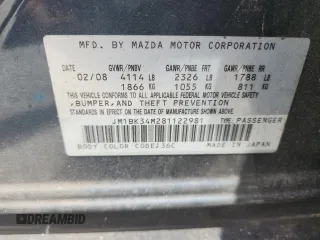 MFD. BY MAZDA MOTOR CORPORATION
GVWR/PNBV GAWR/PNBE FRT GAWR/PNBE RR
02/08 4114 LB 2326 LB 1788 LB
1866 KG 1055 KG 811 KG
THIS VEHICLE CONFORMS TO ALL APPLICABLE FEDERAL MOTOR VEHICLE SAFETY,
BUMPER, AND THEFT PREVENTION
STANDARDS IN EFFECT ON THE DATE OF MANUFACTURE SHOWN ABOVE.
JM1BK34M281122981 TYPE: PASSENGER
BODY COLOR CODE: 36C MADE IN JAPAN
DIBIZMAMBID